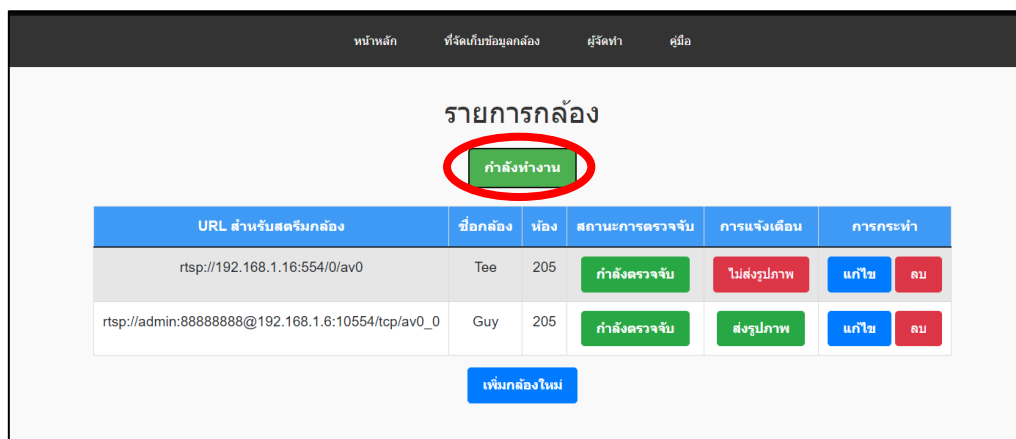 หน้าหลัก ที่จัดเก็บข้อมูลกล้อง ผู้จัดทำ คู่มือ
รายการกล้อง
กำลังทำงาน
URL สำหรับสตรีมกล้อง ชื่อกล้อง ห้อง สถานะการตรวจจับ การแจ้งเตือน การกระทำ
rtsp://192.168.1.16:554/0/av0 Tee 205 กำลังตรวจจับ ไม่ส่งรูปภาพ แก้ไข ลบ
rtsp://admin:88888888@192.168.1.6:10554/tcp/av0_0 Guy 205 กำลังตรวจจับ ส่งรูปภาพ แก้ไข ลบ
เพิ่มกล้องใหม่